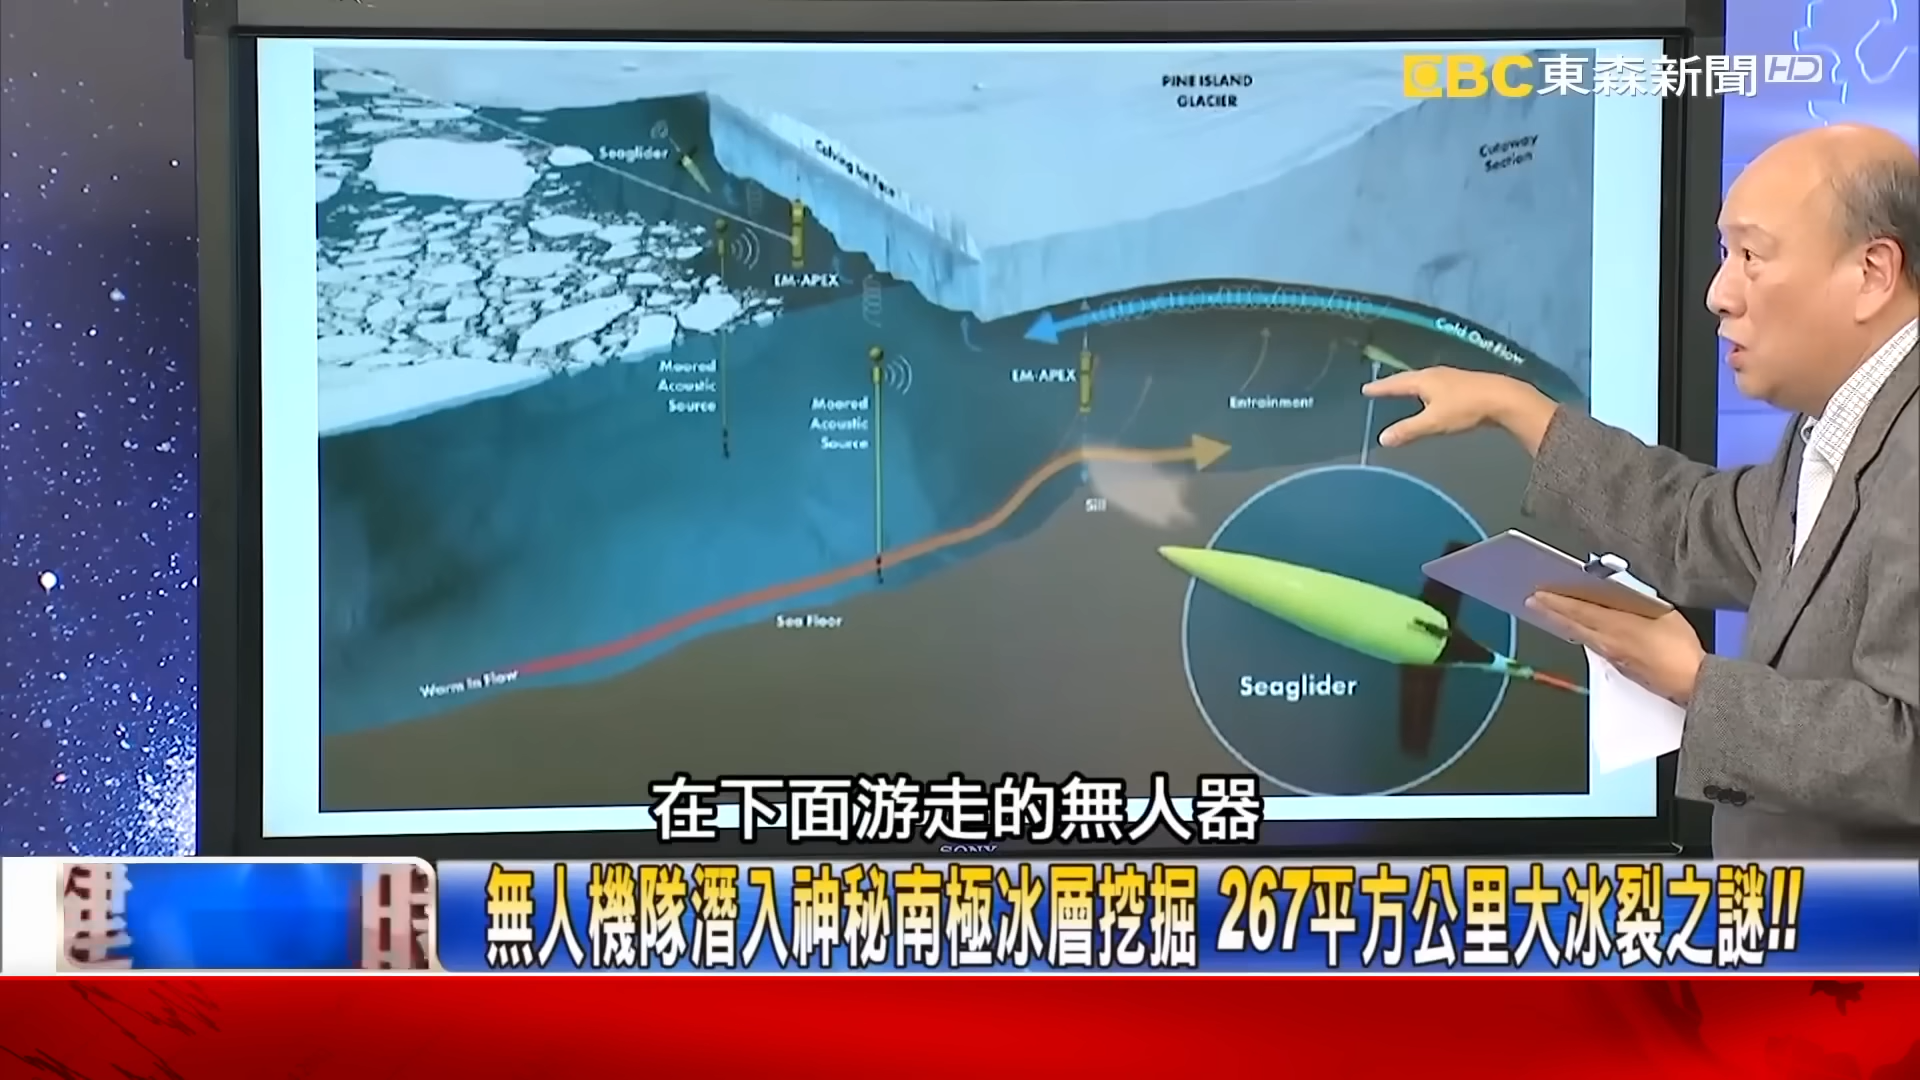 PINE ISLAND
GLACIER
EBC東森新聞HD
Cutaway
Section
Calving Ice Face
Seaglider
EM-APEX
Moored
Acoustic
Source
Moored
Acoustic
Source
EM-APEX
Cold Out Flow
Entrainment
Sill
Sea Floor
Warm In Flow
Seaglider
在下面游走的無人器
SONY
無人機隊潛入神秘南極冰層挖掘 267平方公里大冰裂之謎!!